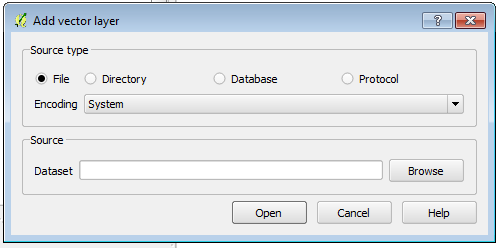 Add vector layer
Source type
File Directory Database Protocol
Encoding System
Source
Dataset Browse
Open Cancel Help